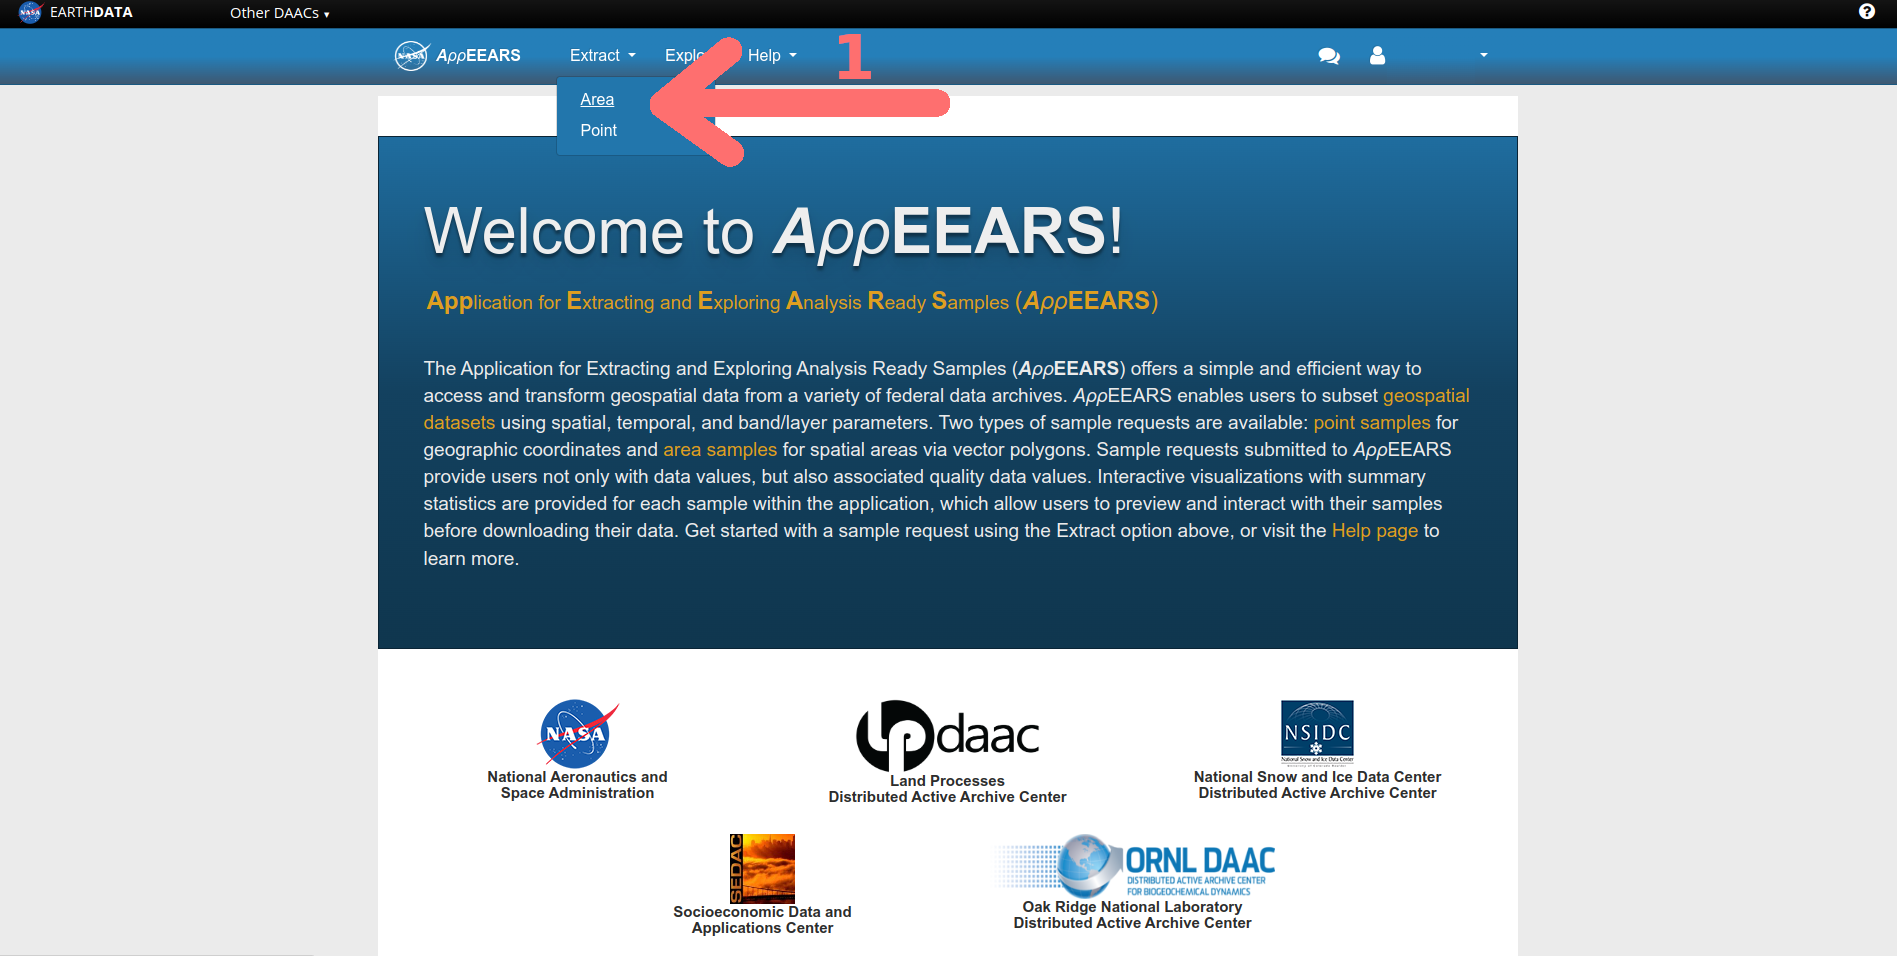 NASA EARTHDATA Other DAACs
NASA AppEEARS Extract Explo Help 1
Area
Point
Welcome to AppEEARS!
Application for Extracting and Exploring Analysis Ready Samples (AppEEARS)
The Application for Extracting and Exploring Analysis Ready Samples (AppEEARS) offers a simple and efficient way to
access and transform geospatial data from a variety of federal data archives. AppEEARS enables users to subset geospatial
datasets using spatial, temporal, and band/layer parameters. Two types of sample requests are available: point samples for
geographic coordinates and area samples for spatial areas via vector polygons. Sample requests submitted to AppEEARS
provide users not only with data values, but also associated quality data values. Interactive visualizations with summary
statistics are provided for each sample within the application, which allow users to preview and interact with their samples
before downloading their data. Get started with a sample request using the Extract option above, or visit the Help page to
learn more.
NASA
National Aeronautics and
Space Administration
lpdaac
Land Processes
Distributed Active Archive Center
NSIDC
National Snow and Ice Data Center
National Snow and Ice Data Center
Distributed Active Archive Center
SEDAC
Socioeconomic Data and
Applications Center
ORNL DAAC
DISTRIBUTED ACTIVE ARCHIVE CENTER
FOR BIOGEOCHEMICAL DYNAMICS
Oak Ridge National Laboratory
Distributed Active Archive Center